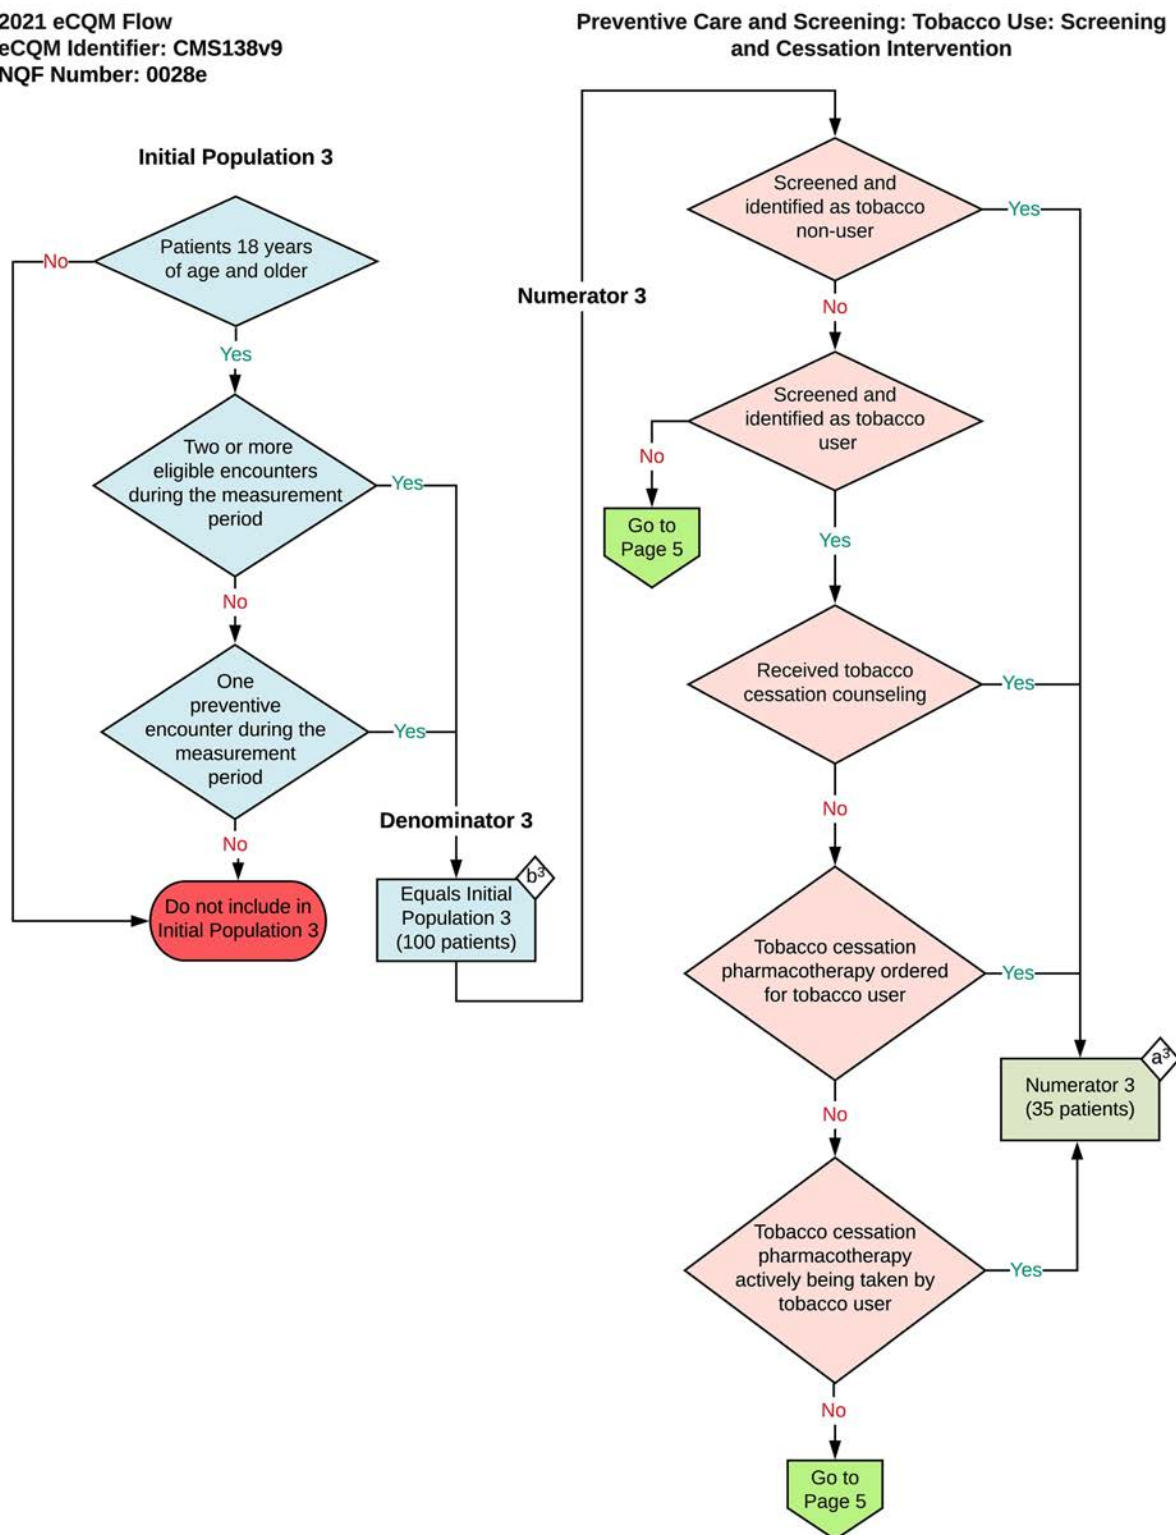 2021 eCQM Flow
eCQM Identifier: CMS138v9
NQF Number: 0028e
Preventive Care and Screening: Tobacco Use: Screening
and Cessation Intervention
Initial Population 3
Patients 18 years
of age and older
No
Yes
Two or more
eligible encounters
during the measurement
period
Yes
No
One
preventive
encounter during the
measurement
period
Yes
No
Do not include in
Initial Population 3
Denominator 3
b³
Equals Initial
Population 3
(100 patients)
Numerator 3
Screened and
identified as tobacco
non-user
Yes
No
Screened and
identified as tobacco
user
No
Go to
Page 5
Yes
Received tobacco
cessation counseling
Yes
No
Tobacco cessation
pharmacotherapy ordered
for tobacco user
Yes
No
a³
Numerator 3
(35 patients)
Tobacco cessation
pharmacotherapy
actively being taken by
tobacco user
Yes
No
Go to
Page 5